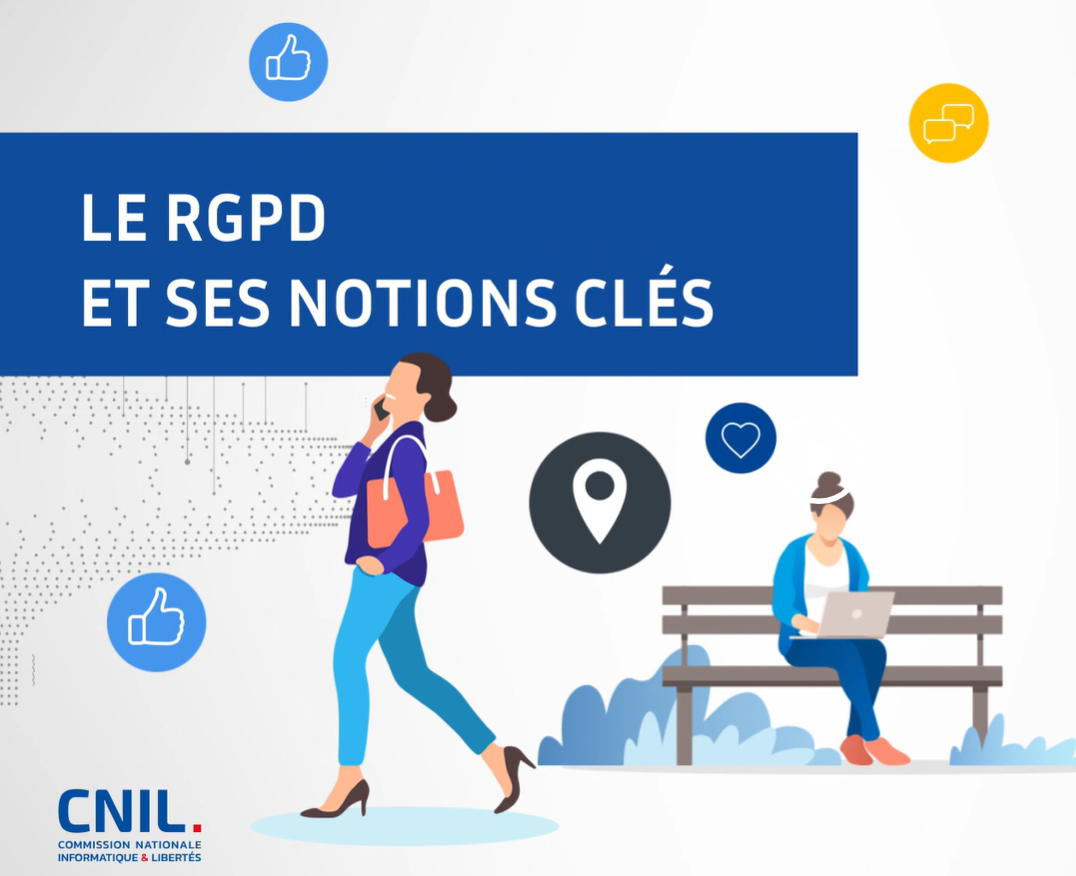 LE RGPD
ET SES NOTIONS CLÉS
CNIL.
COMMISSION NATIONALE
INFORMATIQUE & LIBERTÉS